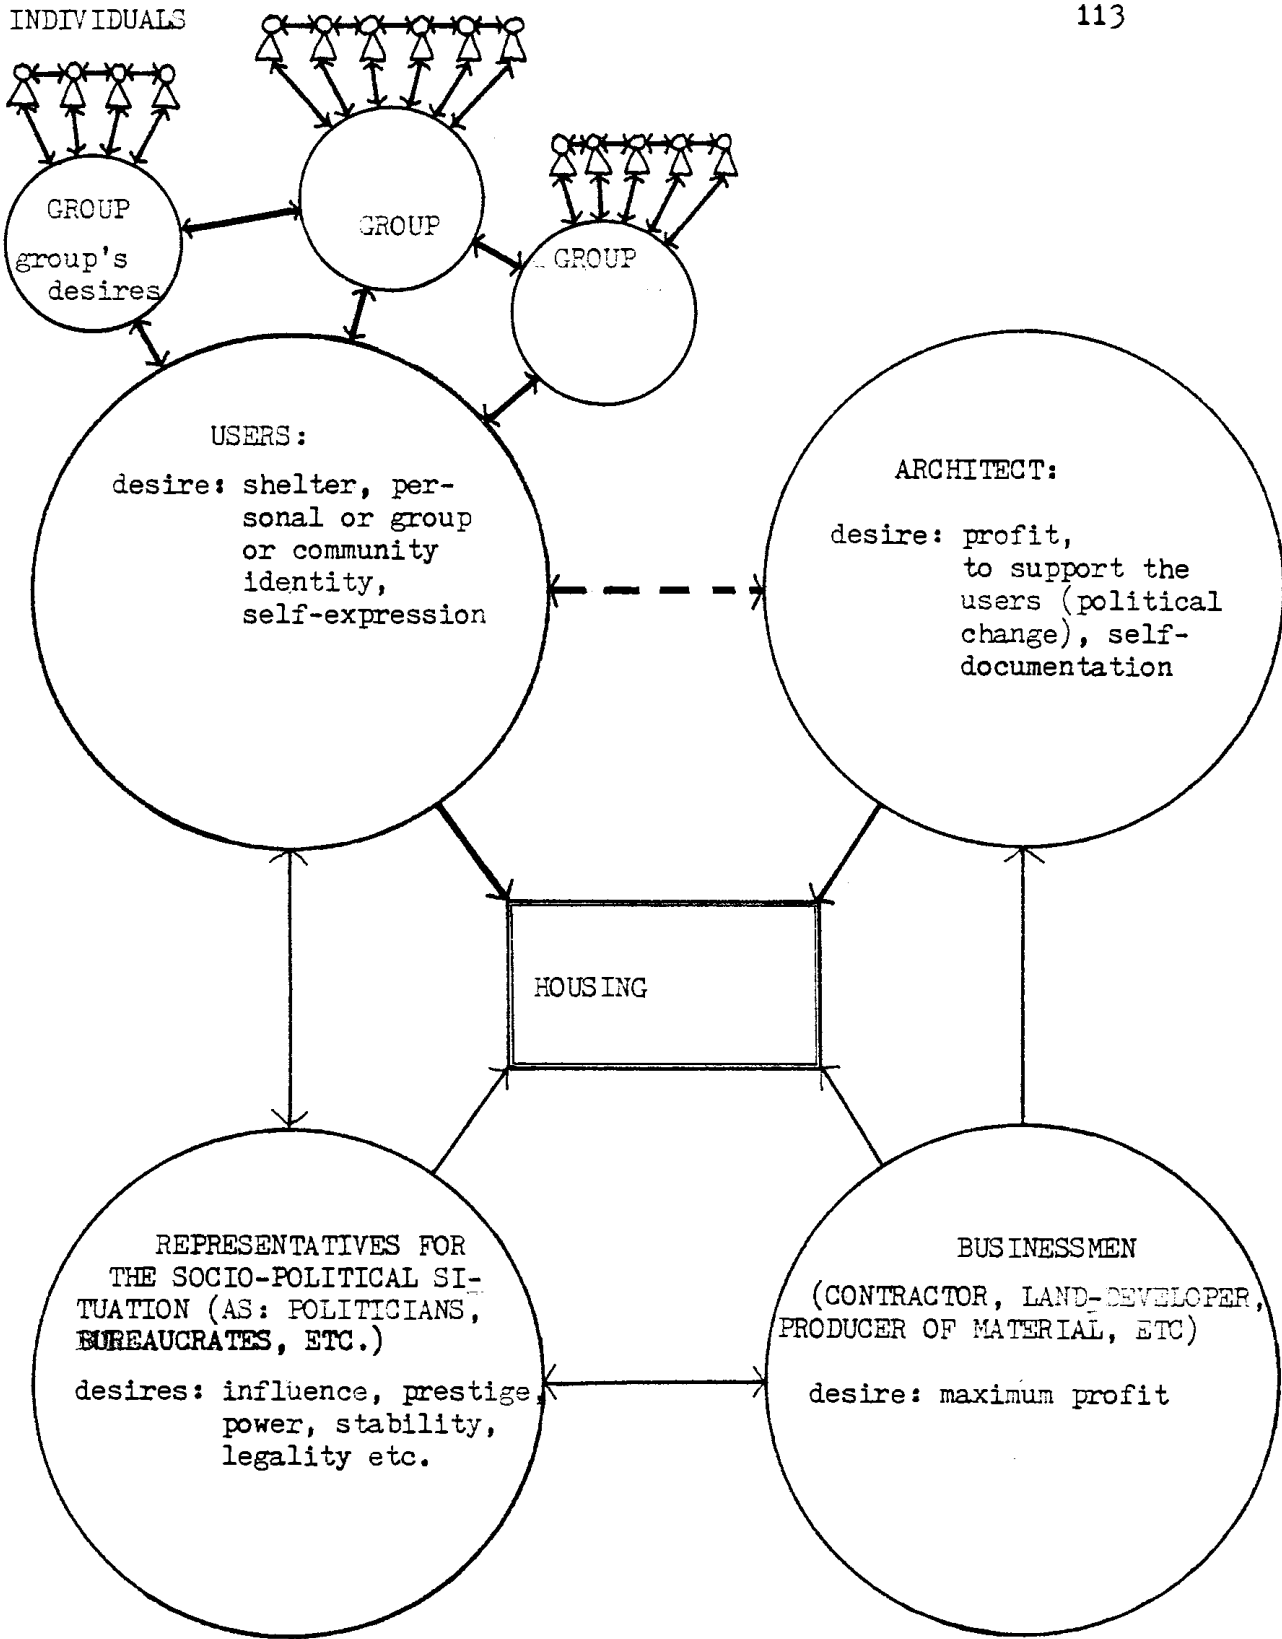 INDIVIDUALS
113
GROUP
group's
desires
GROUP
GROUP
USERS:
desire: shelter, per-
sonal or group
or community
identity,
self-expression
ARCHITECT:
desire: profit,
to support the
users (political
change), self-
documentation
HOUSING
REPRESENTATIVES FOR
THE SOCIO-POLITICAL SI-
TUATION (AS: POLITICIANS,
BUREAUCRATES, ETC.)
desires: influence, prestige,
power, stability,
legality etc.
BUSINESSMEN
(CONTRACTOR, LAND-DEVELOPER,
PRODUCER OF MATERIAL, ETC)
desire: maximum profit